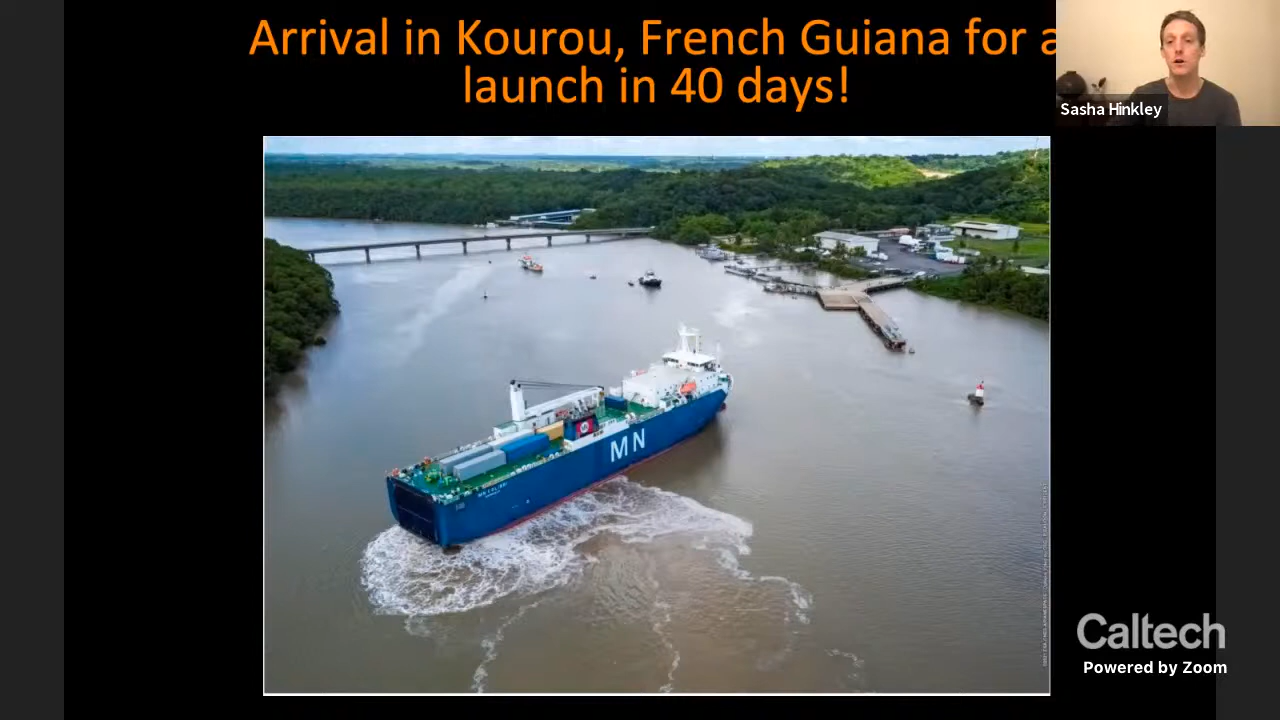 Arrival in Kourou, French Guiana for a
launch in 40 days!
Sasha Hinkley
MN
Caltech
Powered by Zoom